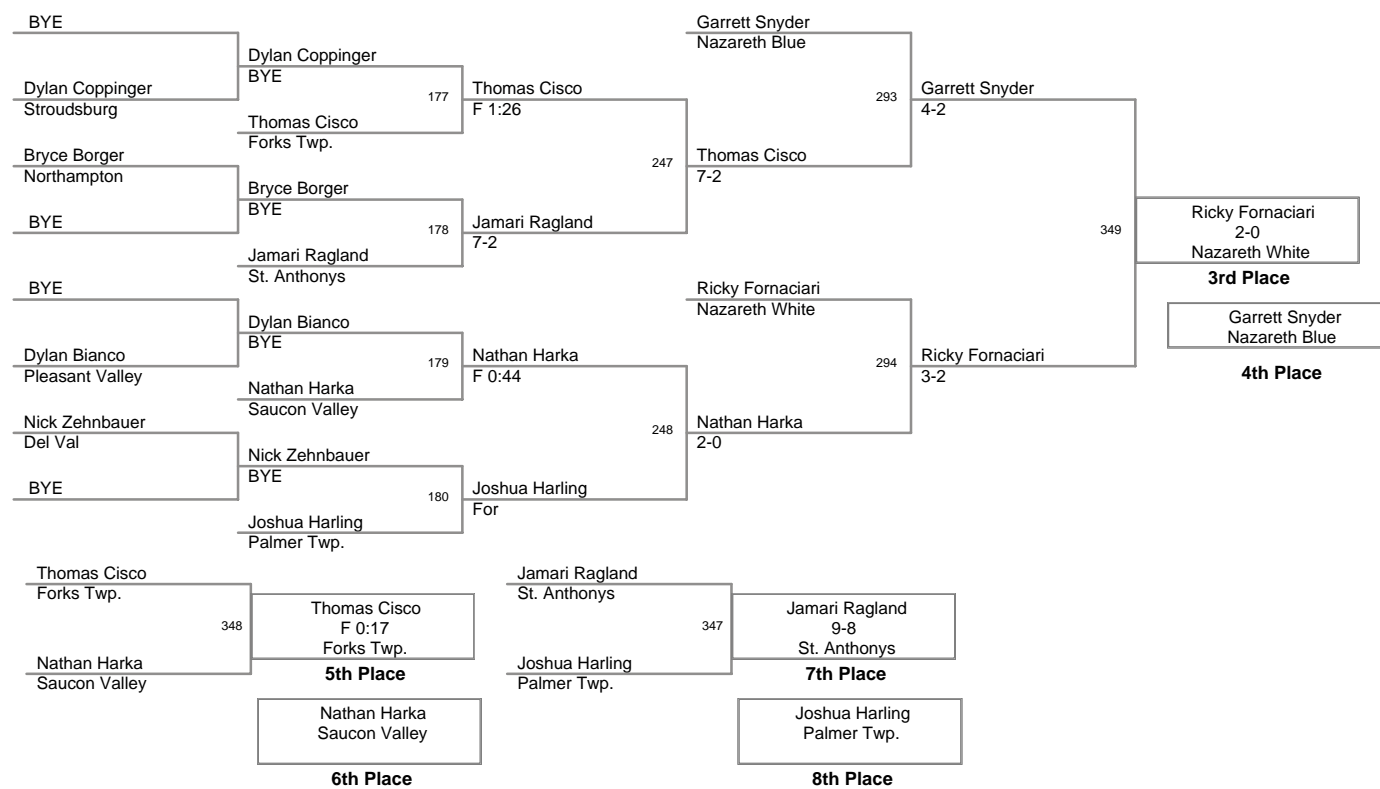 BYE
Dylan Coppinger
Stroudsburg
Bryce Borger
Northampton
BYE
BYE
Dylan Bianco
Pleasant Valley
Nick Zehnbauer
Del Val
BYE
Dylan Coppinger
BYE
177
Thomas Cisco
Forks Twp.
Bryce Borger
BYE
178
Jamari Ragland
St. Anthonys
Dylan Bianco
BYE
179
Nathan Harka
Saucon Valley
Nick Zehnbauer
BYE
180
Joshua Harling
Palmer Twp.
Thomas Cisco
F 1:26
247
Jamari Ragland
7-2
Nathan Harka
F 0:44
248
Joshua Harling
For
Garrett Snyder
Nazareth Blue
293
Thomas Cisco
7-2
Ricky Fornaciari
Nazareth White
294
Nathan Harka
2-0
Garrett Snyder
4-2
349
Ricky Fornaciari
3-2
Ricky Fornaciari
2-0
Nazareth White
3rd Place
Garrett Snyder
Nazareth Blue
4th Place
Thomas Cisco
Forks Twp.
348
Nathan Harka
Saucon Valley
Thomas Cisco
F 0:17
Forks Twp.
5th Place
Nathan Harka
Saucon Valley
6th Place
Jamari Ragland
St. Anthonys
347
Joshua Harling
Palmer Twp.
Jamari Ragland
9-8
St. Anthonys
7th Place
Joshua Harling
Palmer Twp.
8th Place